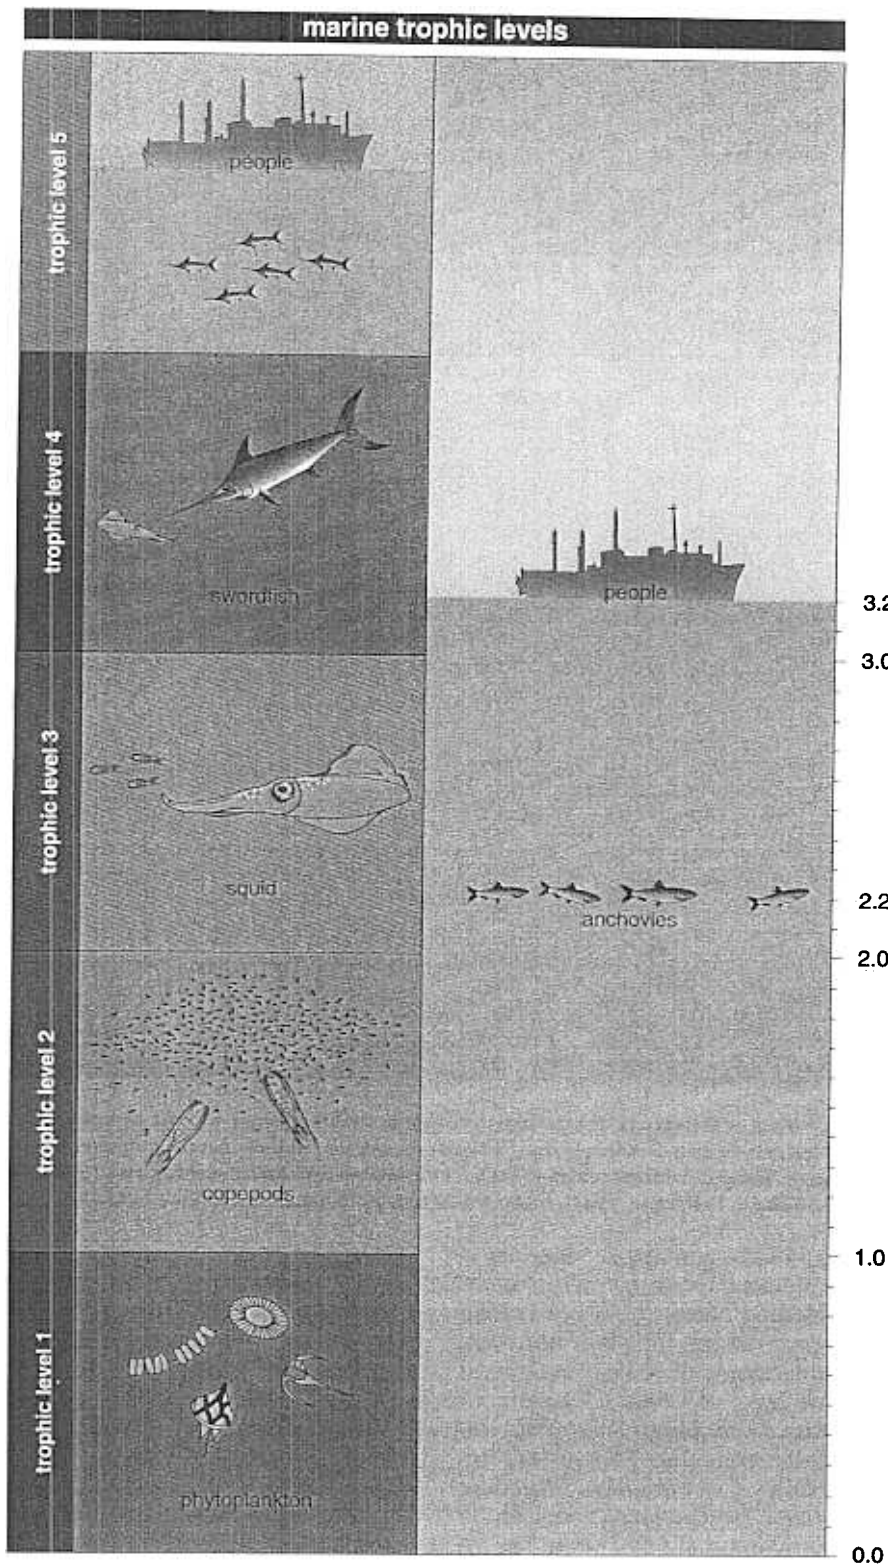 marine trophic levels
trophic level 5
people
trophic level 4
swordfish
people
3.2
3.0
trophic level 3
squid
anchovies
2.2
2.0
trophic level 2
copepods
1.0
trophic level 1
phytoplankton
0.0